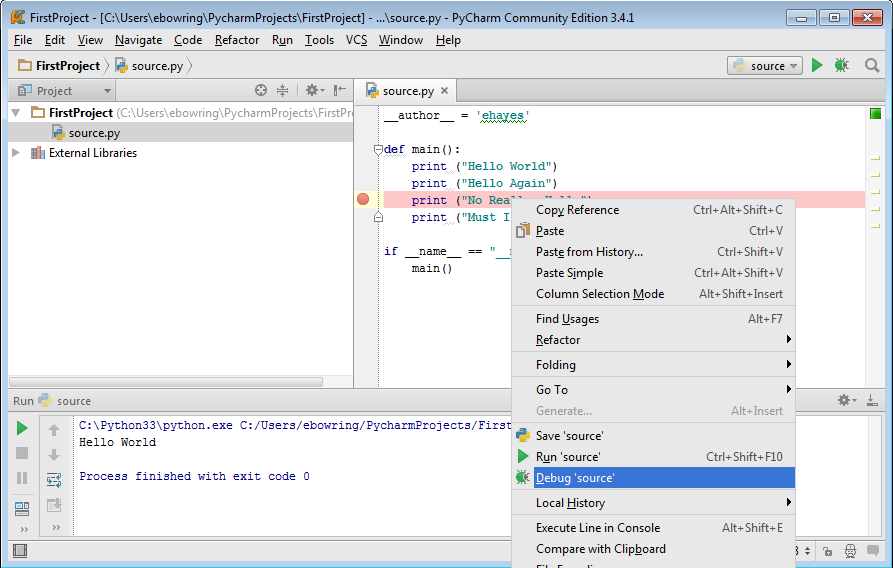 FirstProject - [C:\Users\ebowring\PycharmProjects\FirstProject] - ...\source.py - PyCharm Community Edition 3.4.1
File Edit View Navigate Code Refactor Run Tools VCS Window Help
FirstProject source.py source
Project source.py
__author__ = 'ehayes'
FirstProject (C:\Users\ebowring\PycharmProjects\FirstPr
source.py
External Libraries
def main():
print ("Hello World")
print ("Hello Again")
print ("No
print ("Must I
if __name__ == "__
main()
Copy Reference Ctrl+Alt+Shift+C
Paste Ctrl+V
Paste from History... Ctrl+Shift+V
Paste Simple Ctrl+Alt+Shift+V
Column Selection Mode Alt+Shift+Insert
Find Usages Alt+F7
Refactor
Folding
Go To
Generate... Alt+Insert
Save 'source'
Run 'source' Ctrl+Shift+F10
Debug 'source'
Local History
Execute Line in Console Alt+Shift+E
Compare with Clipboard
Run source
C:\Python33\python.exe C:/Users/ebowring/PycharmProjects/First
Hello World
Process finished with exit code 0